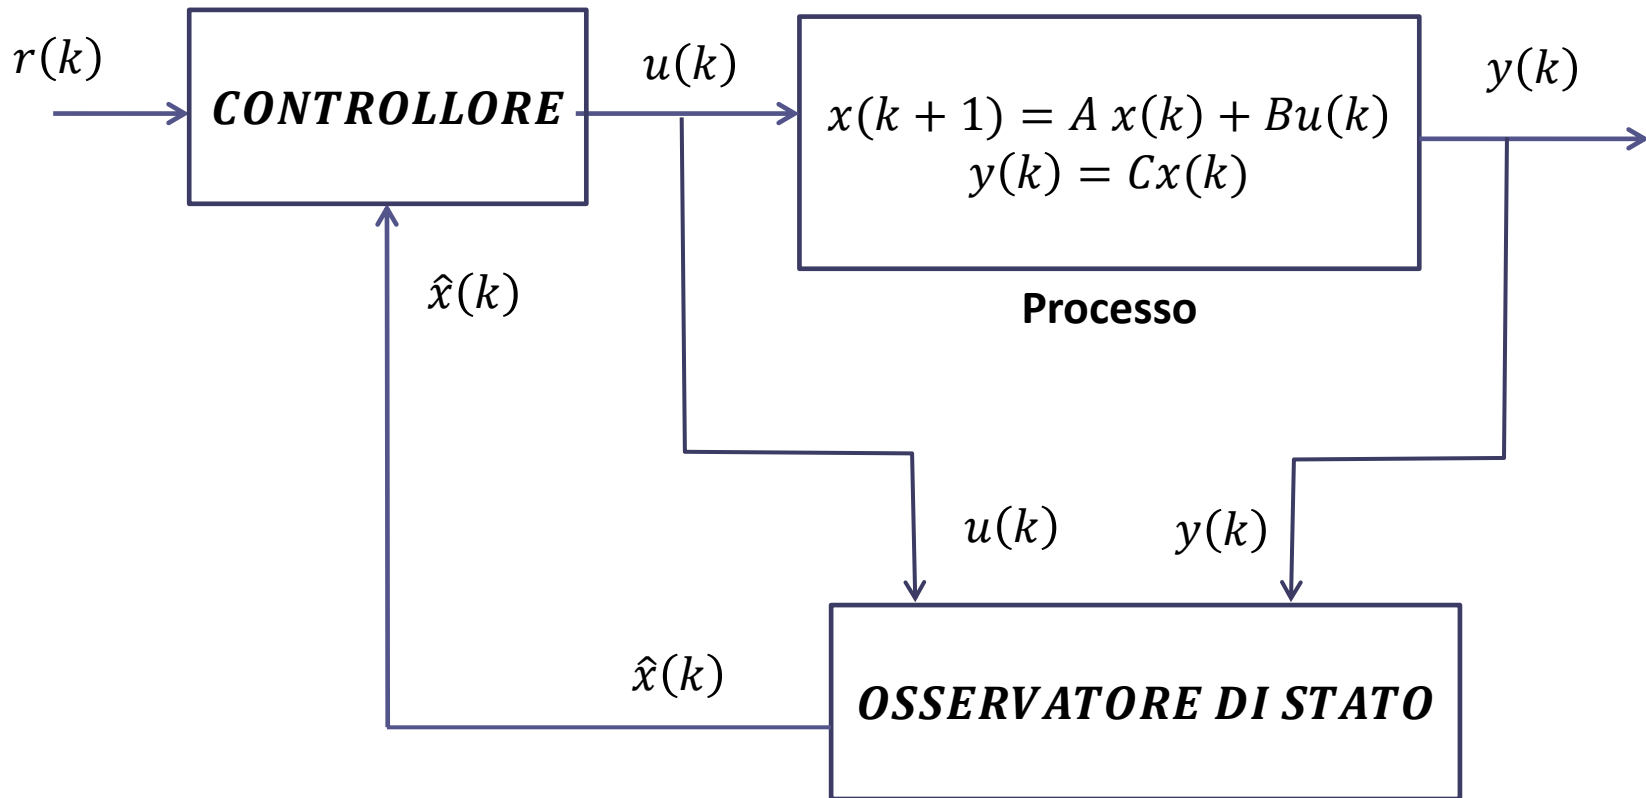 r(k)
CONTROLLORE
u(k)
x(k + 1) = A x(k) + Bu(k)
y(k) = Cx(k)
y(k)
x̂(k)
Processo
u(k)
y(k)
x̂(k)
OSSERVATORE DI STATO